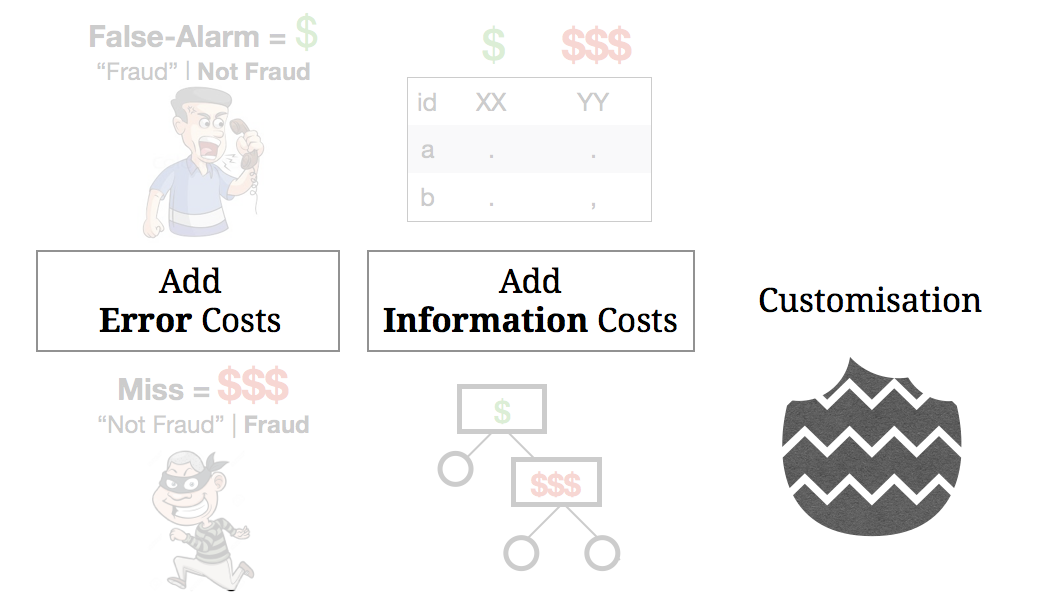 False-Alarm = $
“Fraud” | Not Fraud
Add
Error Costs
Miss = $$$
“Not Fraud” | Fraud
$ $$$
id XX YY
a . .
b . ,
Add
Information Costs
$
$$$
Customisation